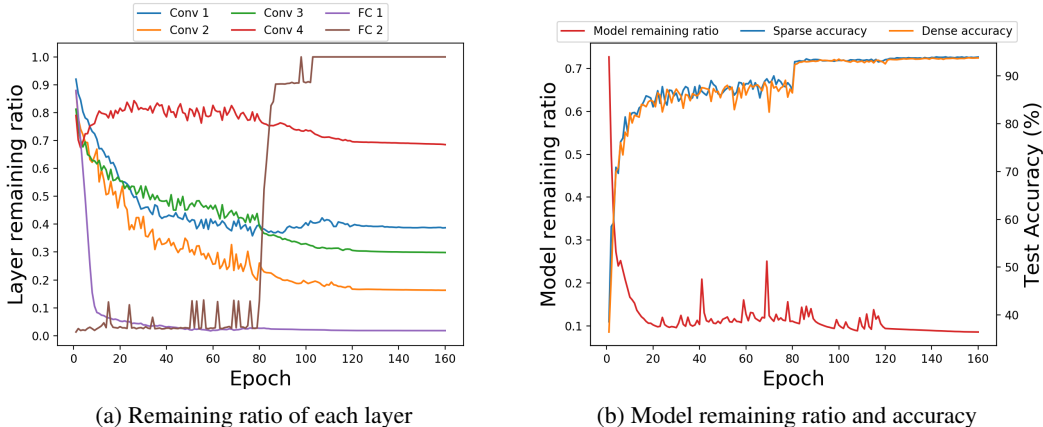 Conv 1 Conv 3 FC 1
Conv 2 Conv 4 FC 2
1.0
0.9
0.8
0.7
0.6
0.5
0.4
0.3
0.2
0.1
0.0
Layer remaining ratio
0 20 40 60 80 100 120 140 160
Epoch
(a) Remaining ratio of each layer
Model remaining ratio Sparse accuracy Dense accuracy
0.7
0.6
0.5
0.4
0.3
0.2
0.1
Model remaining ratio
90
80
70
60
50
40
Test Accuracy (%)
0 20 40 60 80 100 120 140 160
Epoch
(b) Model remaining ratio and accuracy